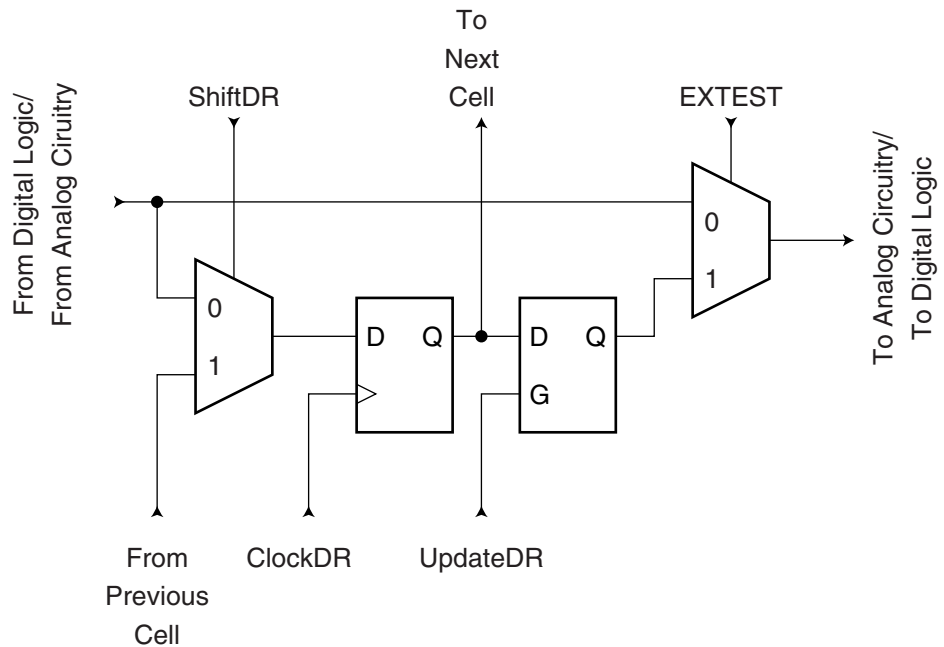 To
Next
Cell
ShiftDR
EXTEST
From Digital Logic/
From Analog Ciruitry
0
1
D Q
D Q
G
0
1
To Analog Circuitry/
To Digital Logic
From
Previous
Cell
ClockDR
UpdateDR